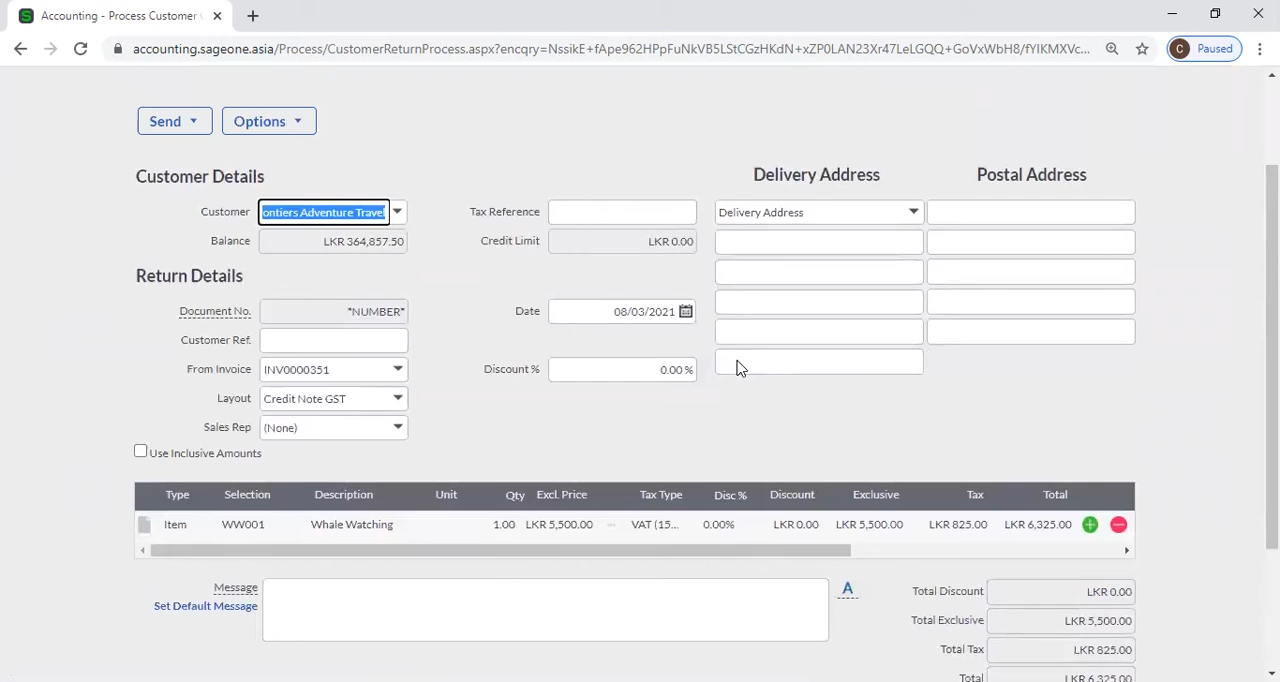 Accounting - Process Customer
accounting.sageone.asia/Process/CustomerReturnProcess.aspx?encqry=NssikE+fApe962HPpFuNkVB5LStCGzHKdN+xZP0LAN23Xr47LeLGQQ+GoVxWbH8/fYIKMXVc...
C Paused
Send Options
Customer Details
Delivery Address Postal Address
Customer ontiers Adventure Travel Tax Reference Delivery Address
Balance LKR 364,857.50 Credit Limit LKR 0.00
Return Details
Document No. *NUMBER* Date 08/03/2021
Customer Ref.
From Invoice INV0000351 Discount % 0.00 %
Layout Credit Note GST
Sales Rep (None)
Use Inclusive Amounts
Type Selection Description Unit Qty Excl. Price Tax Type Disc % Discount Exclusive Tax Total
Item WW001 Whale Watching 1.00 LKR 5,500.00 VAT (15... 0.00% LKR 0.00 LKR 5,500.00 LKR 825.00 LKR 6,325.00
Message A Total Discount LKR 0.00
Set Default Message
Total Exclusive LKR 5,500.00
Total Tax LKR 825.00
Total LKR 6,325.00